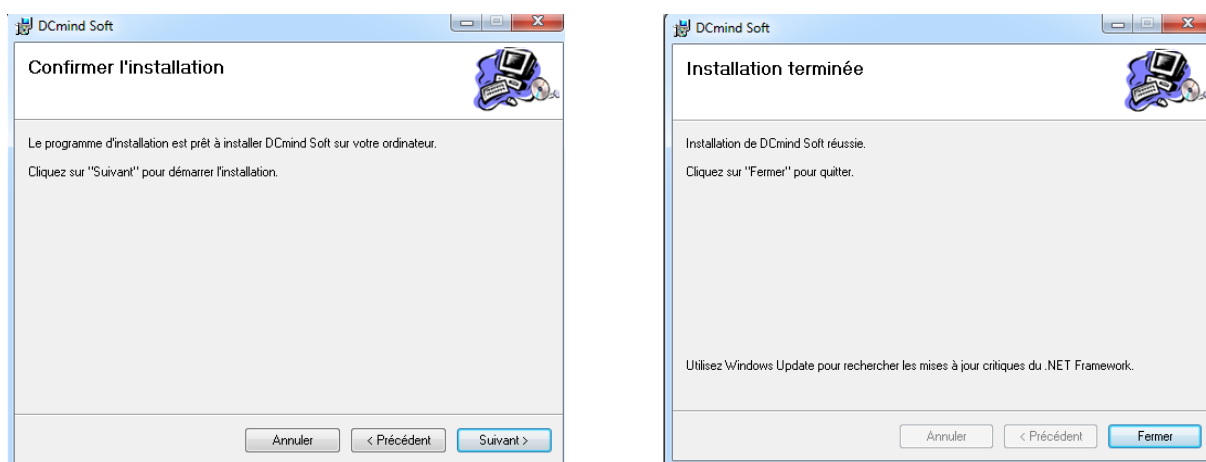 DCmind Soft
Confirmer l'installation
Le programme d'installation est prêt à installer DCmind Soft sur votre ordinateur.
Cliquez sur "Suivant" pour démarrer l'installation.
Annuler
< Précédent
Suivant >
DCmind Soft
Installation terminée
Installation de DCmind Soft réussie.
Cliquez sur "Fermer" pour quitter.
Utilisez Windows Update pour rechercher les mises à jour critiques du .NET Framework.
Annuler
< Précédent
Fermer